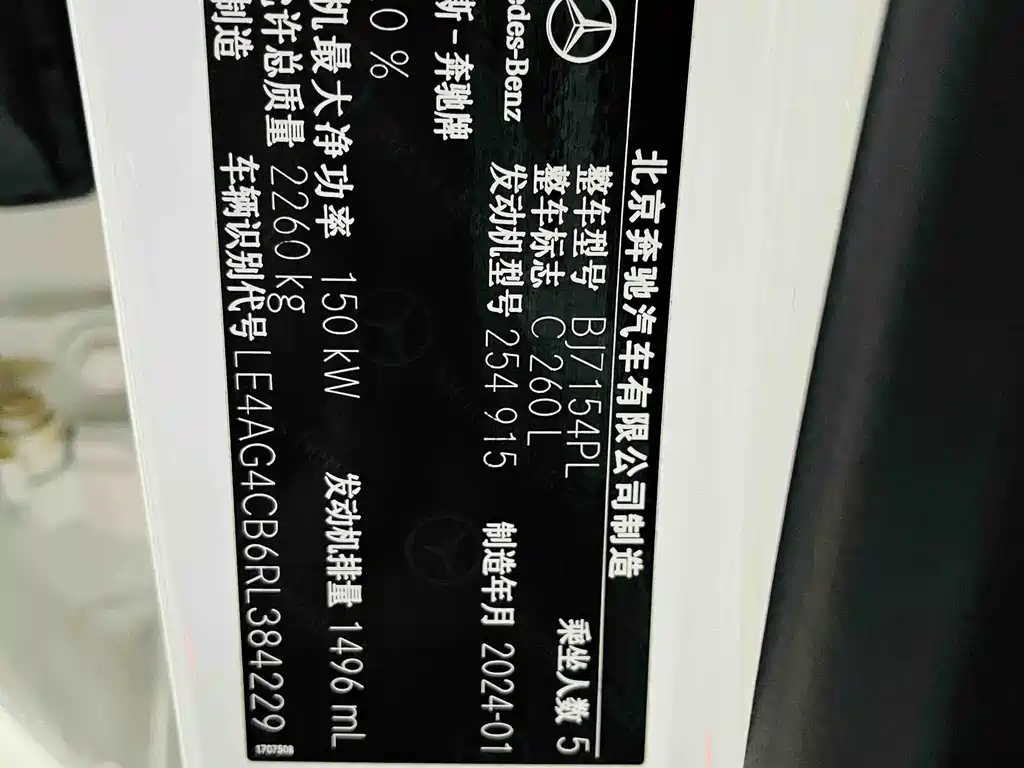 北京奔驰汽车有限公司制造
整车型号 BJ7154PL 乘坐人数 5
整车标志 C 260 L
edes-Benz 发动机型号 254 915 制造年月 2024-01
斯-奔驰牌
0 %
机最大净功率 150 kW 发动机排量 1496 mL
许总质量 2260 kg
制造 车辆识别代号 LE4AG4CB6RL384229
1707508